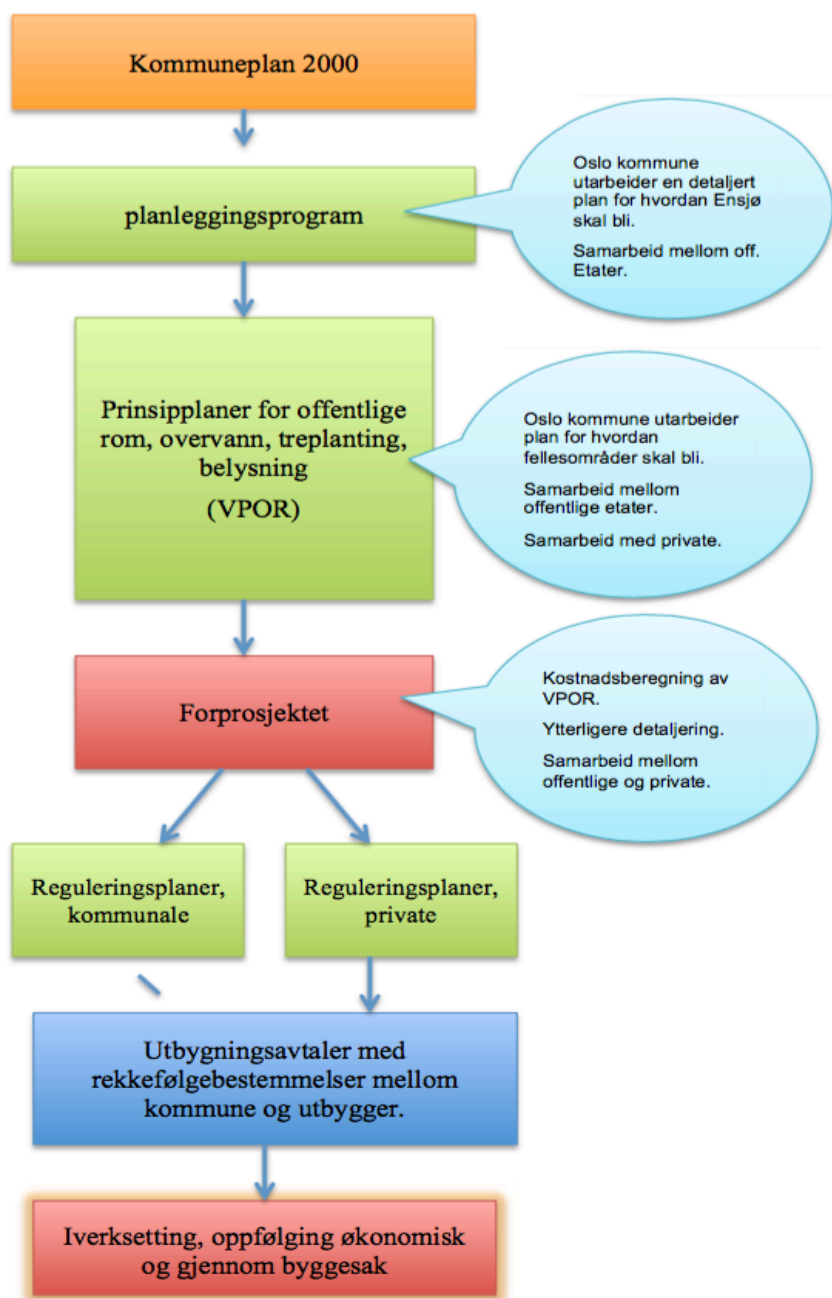 Kommuneplan 2000
planleggingsprogram
Oslo kommune
utarbeider en detaljert
plan for hvordan Ensjø
skal bli.
Samarbeid mellom off.
Etater.
Prinsipplaner for offentlige
rom, overvann, treplanting,
belysning
(VPOR)
Oslo kommune utarbeider
plan for hvordan
fellesområder skal bli.
Samarbeid mellom
offentlige etater.
Samarbeid med private.
Forprosjektet
Kostnadsberegning av
VPOR.
Ytterligere detaljering.
Samarbeid mellom
offentlige og private.
Reguleringsplaner,
kommunale
Reguleringsplaner,
private
Utbygningsavtaler med
rekkefølgebestemmelser mellom
kommune og utbygger.
Iverksetting, oppfølging økonomisk
og gjennom byggesak